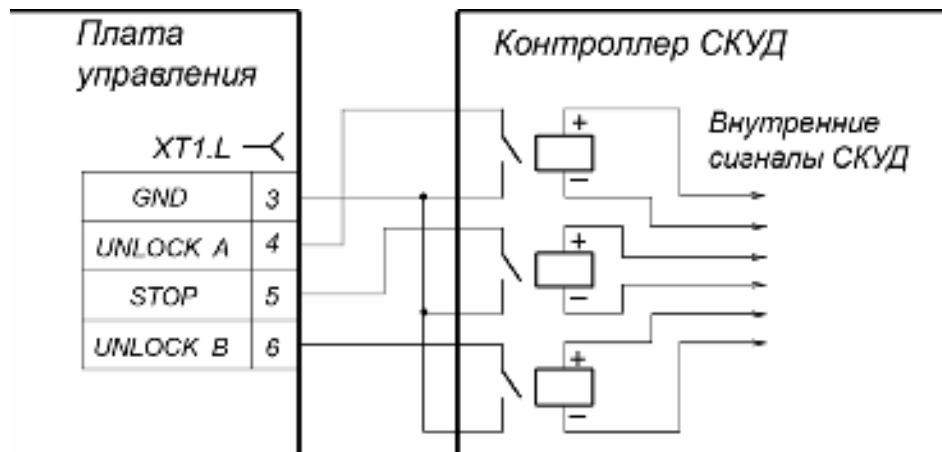 Плата
управления
XT1.L
GND 3
UNLOCK A 4
STOP 5
UNLOCK B 6
Контроллер СКУД
+
−
+
−
+
−
Внутренние
сигналы СКУД